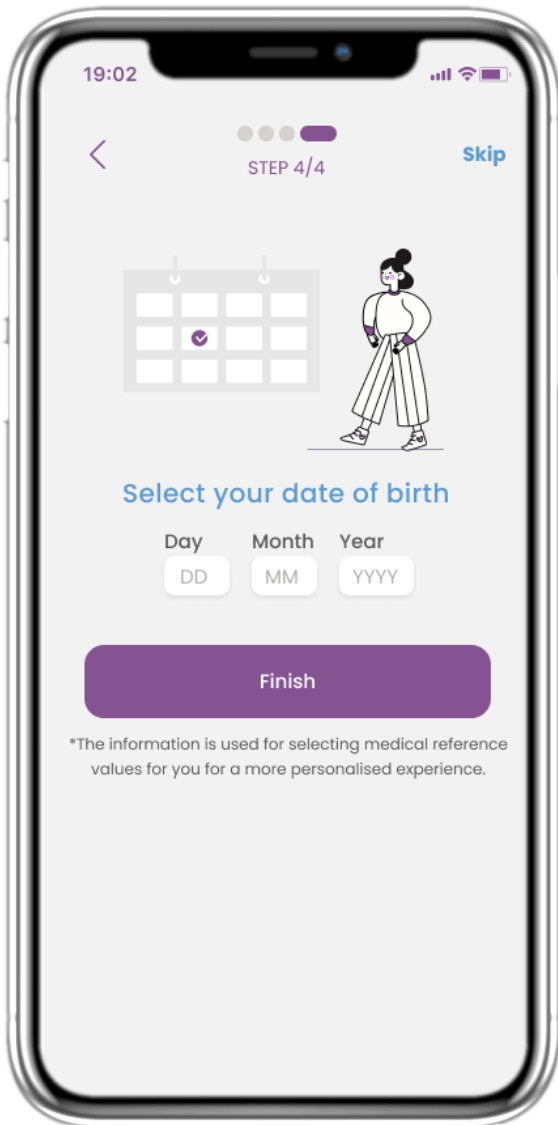 19:02
Skip
STEP 4/4
Select your date of birth
Day Month Year
DD MM YYYY
Finish
*The information is used for selecting medical reference
values for you for a more personalised experience.